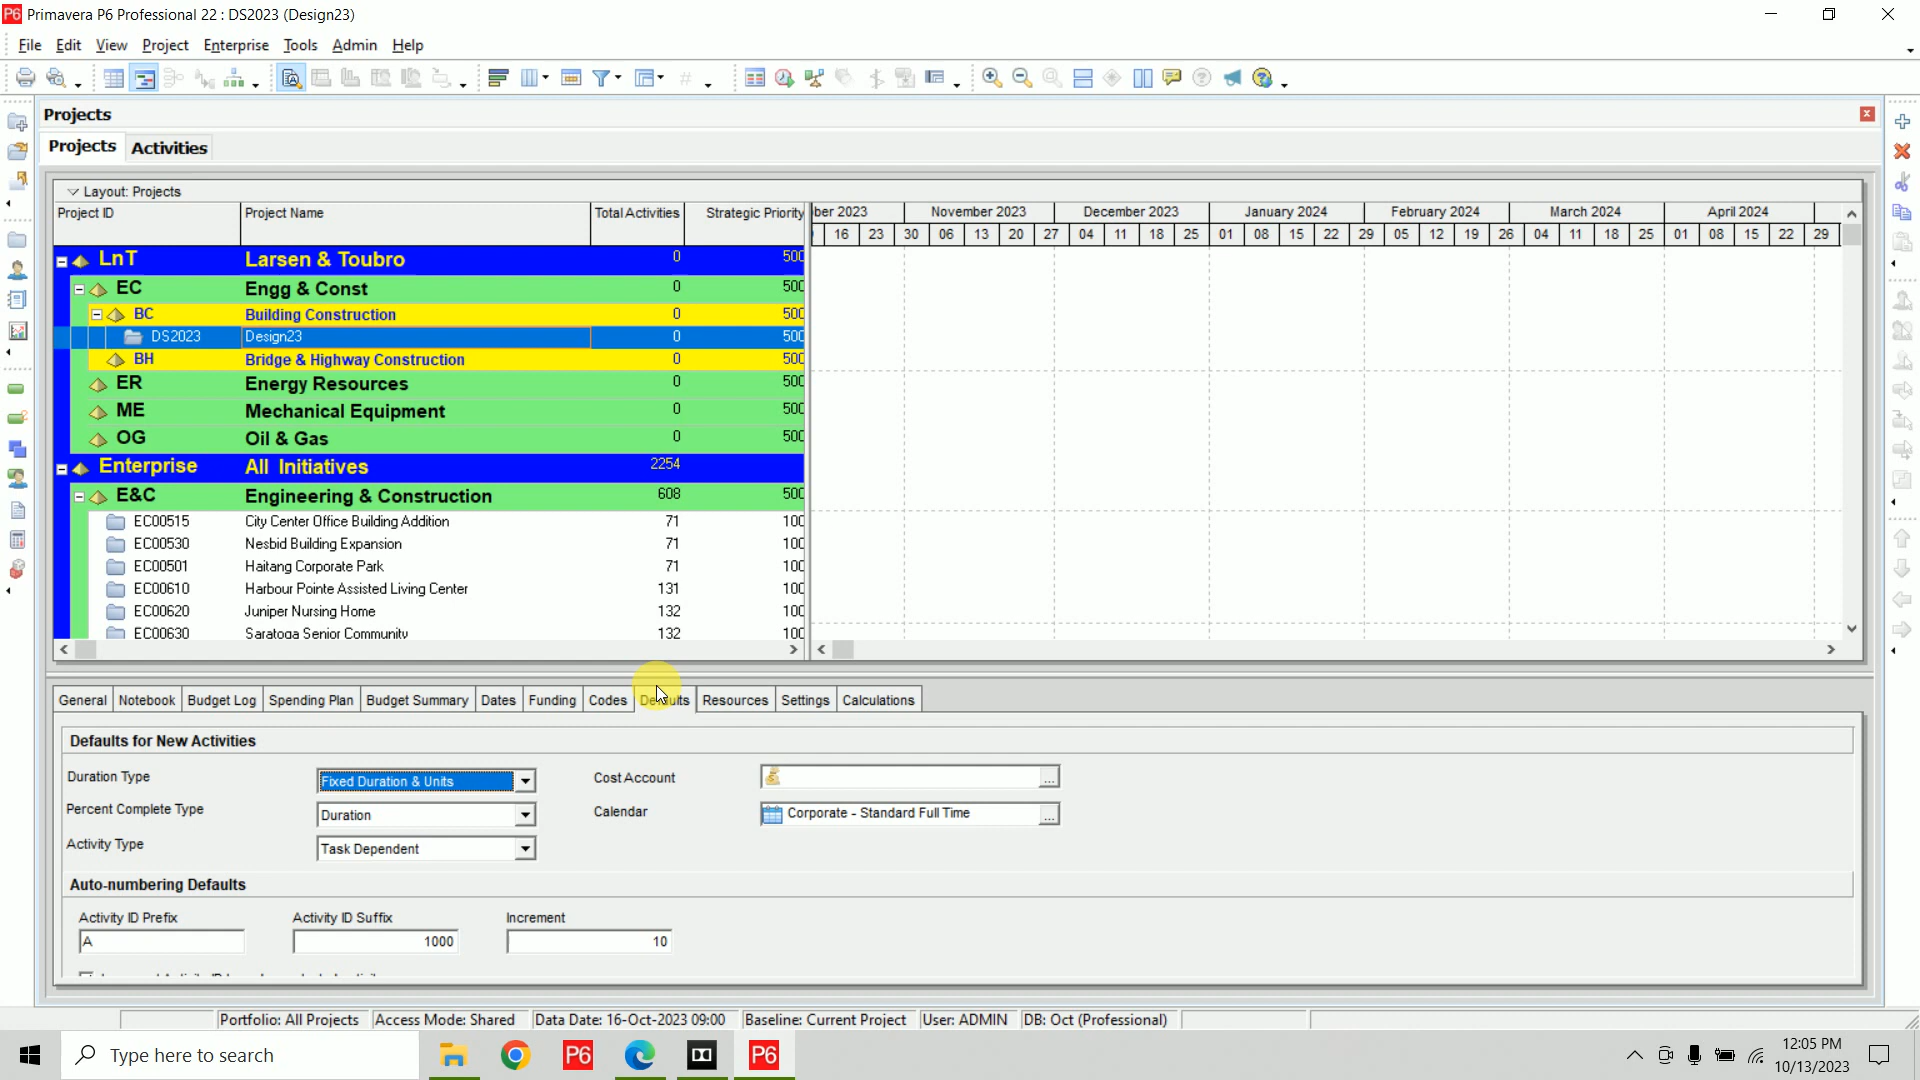 P6 Primavera P6 Professional 22 : DS2023 (Design23)
File Edit View Project Enterprise Tools Admin Help
Projects
Projects Activities
Layout: Projects
Project ID Project Name Total Activities Strategic Priority
ber 2023 November 2023 December 2023 January 2024 February 2024 March 2024 April 2024
16 23 30 06 13 20 27 04 11 18 25 01 08 15 22 29 05 12 19 26 04 11 18 25 01 08 15 22 29
LnT Larsen & Toubro 0 500
EC Engg & Const 0 500
BC Building Construction 0 500
DS2023 Design23 0 500
BH Bridge & Highway Construction 0 500
ER Energy Resources 0 500
ME Mechanical Equipment 0 500
OG Oil & Gas 0 500
Enterprise All Initiatives 2254
E&C Engineering & Construction 608 500
EC00515 City Center Office Building Addition 71 100
EC00530 Nesbid Building Expansion 71 100
EC00501 Haitang Corporate Park 71 100
EC00610 Harbour Pointe Assisted Living Center 131 100
EC00620 Juniper Nursing Home 132 100
EC00630 Saratoga Senior Community 132 100
General Notebook Budget Log Spending Plan Budget Summary Dates Funding Codes Defaults Resources Settings Calculations
Defaults for New Activities
Duration Type Fixed Duration & Units Cost Account
Percent Complete Type Duration Calendar Corporate - Standard Full Time
Activity Type Task Dependent
Auto-numbering Defaults
Activity ID Prefix Activity ID Suffix Increment
A 1000 10
Portfolio: All Projects Access Mode: Shared Data Date: 16-Oct-2023 09:00 Baseline: Current Project User: ADMIN DB: Oct (Professional)
Type here to search P6 P6 12:05 PM
10/13/2023